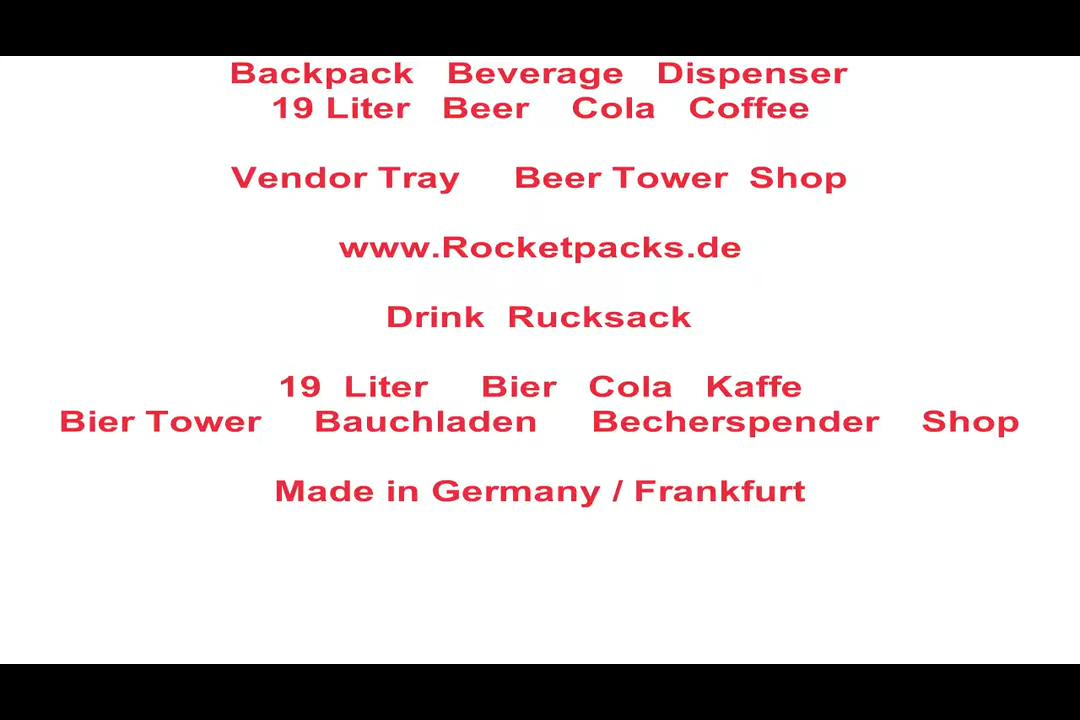 Backpack Beverage Dispenser
19 Liter Beer Cola Coffee
Vendor Tray Beer Tower Shop
www.Rocketpacks.de
Drink Rucksack
19 Liter Bier Cola Kaffe
Bier Tower Bauchladen Becherspender Shop
Made in Germany / Frankfurt